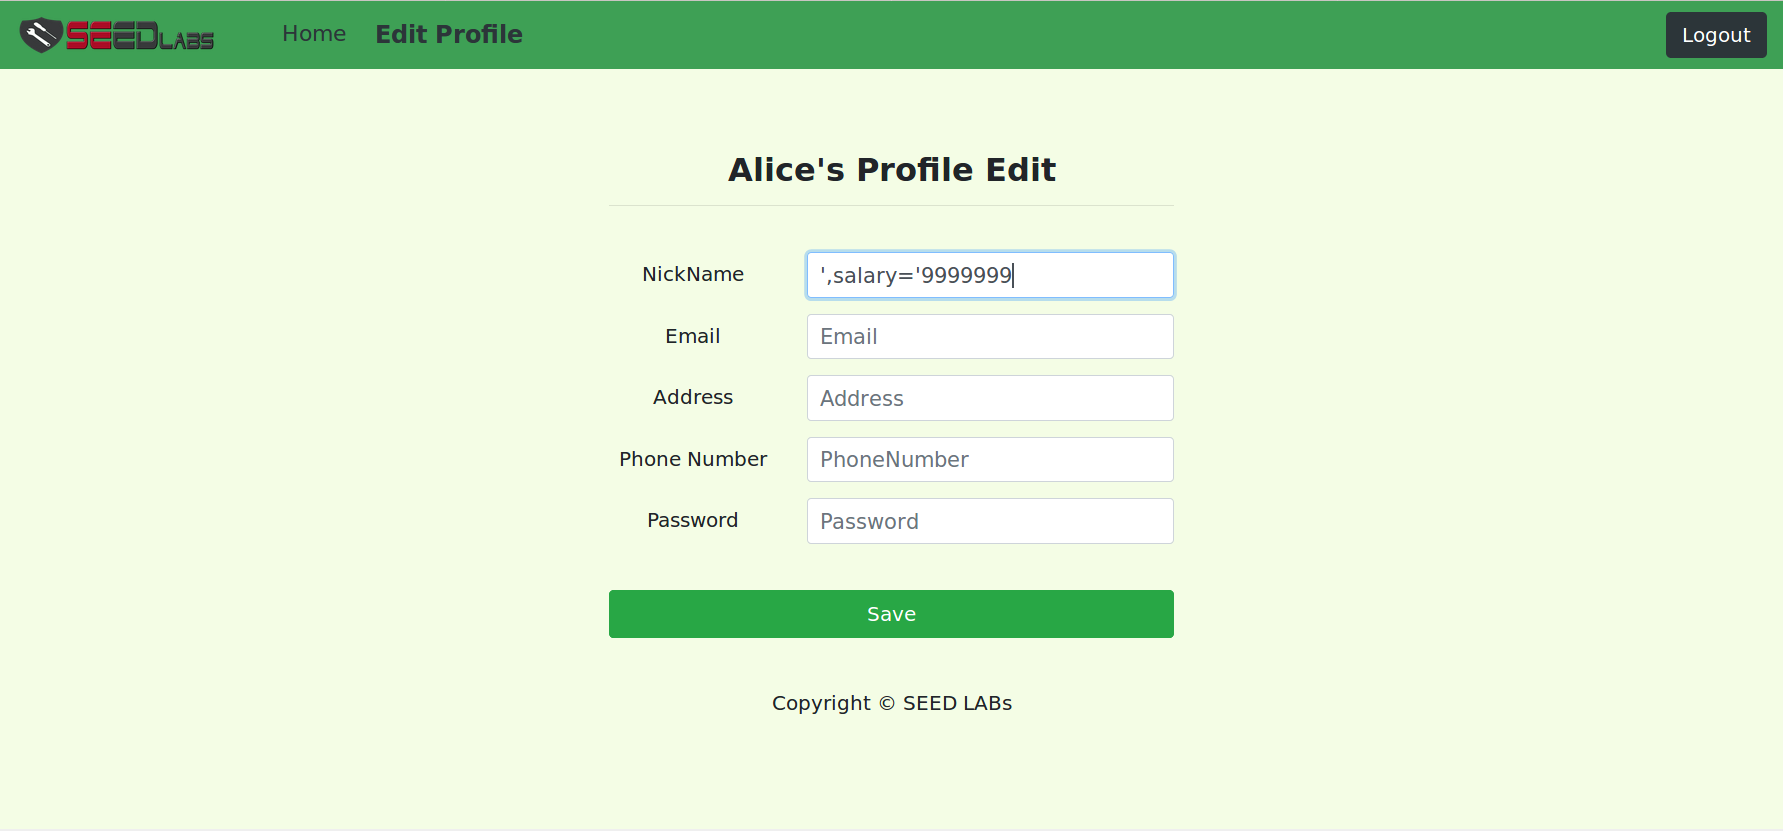 SEEDLABS Home Edit Profile Logout
Alice's Profile Edit
NickName ',salary='9999999
Email Email
Address Address
Phone Number PhoneNumber
Password Password
Save
Copyright © SEED LABs